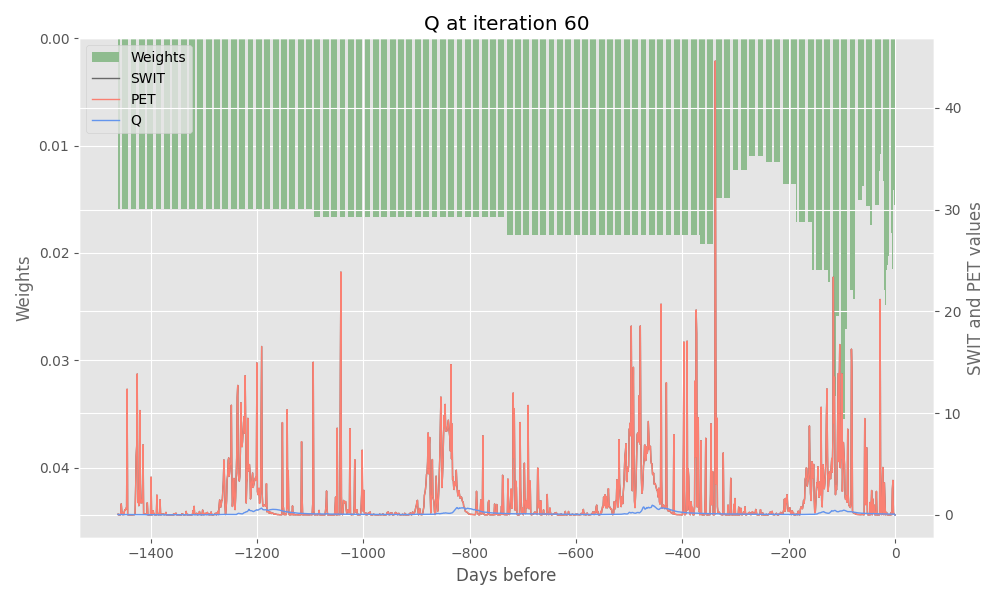 Q at iteration 60
Weights
SWIT
PET
Q
0.00
0.01
0.02
0.03
0.04
Weights
40
30
20
10
0
SWIT and PET values
−1400
−1200
−1000
−800
−600
−400
−200
0
Days before